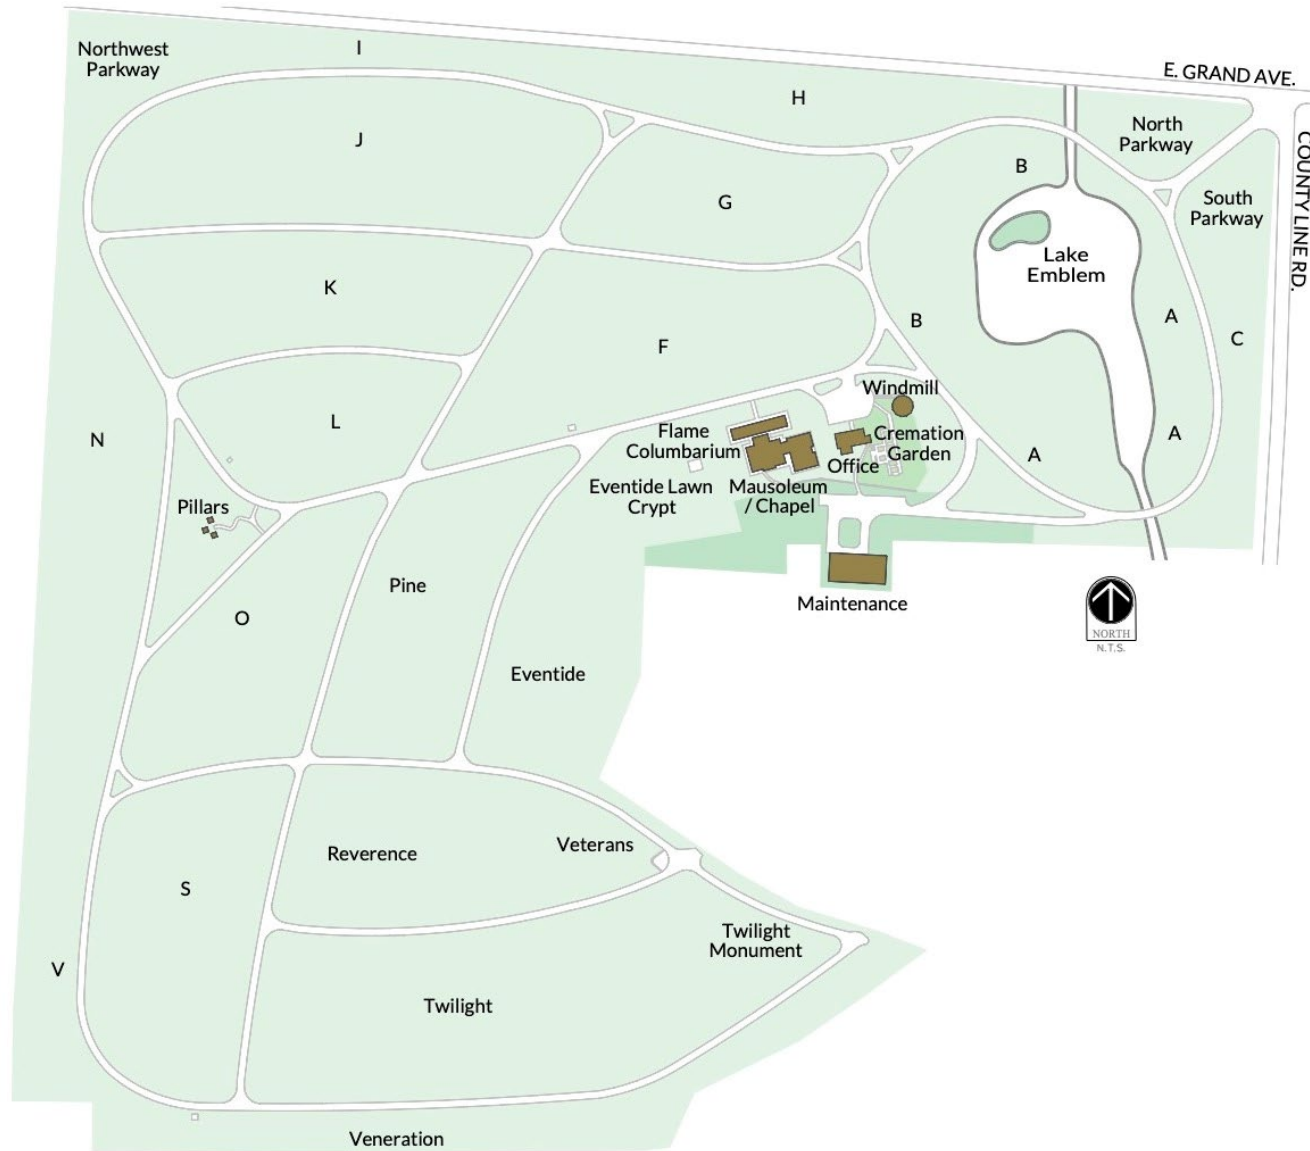 Northwest
Parkway
I
E. GRAND AVE.
H
North
Parkway
COUNTY LINE RD.
J
B
G
South
Parkway
Lake
Emblem
K
B
A
C
F
Windmill
L
N
Flame
Columbarium
Cremation
Garden
A
A
Office
Eventide Lawn
Crypt
Mausoleum
/ Chapel
Pillars
Pine
O
Maintenance
NORTH
N.T.S.
Eventide
Reverence
Veterans
S
Twilight
Monument
V
Twilight
Veneration